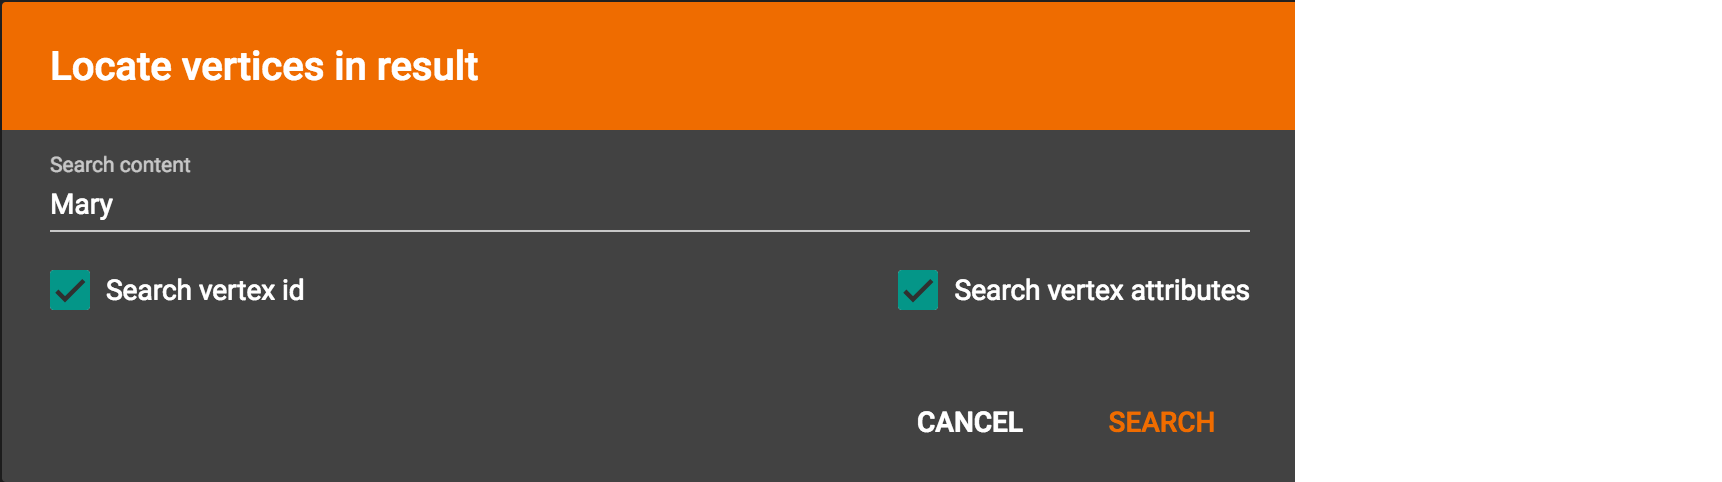 Locate vertices in result
Search content
Mary
Search vertex id
Search vertex attributes
CANCEL
SEARCH